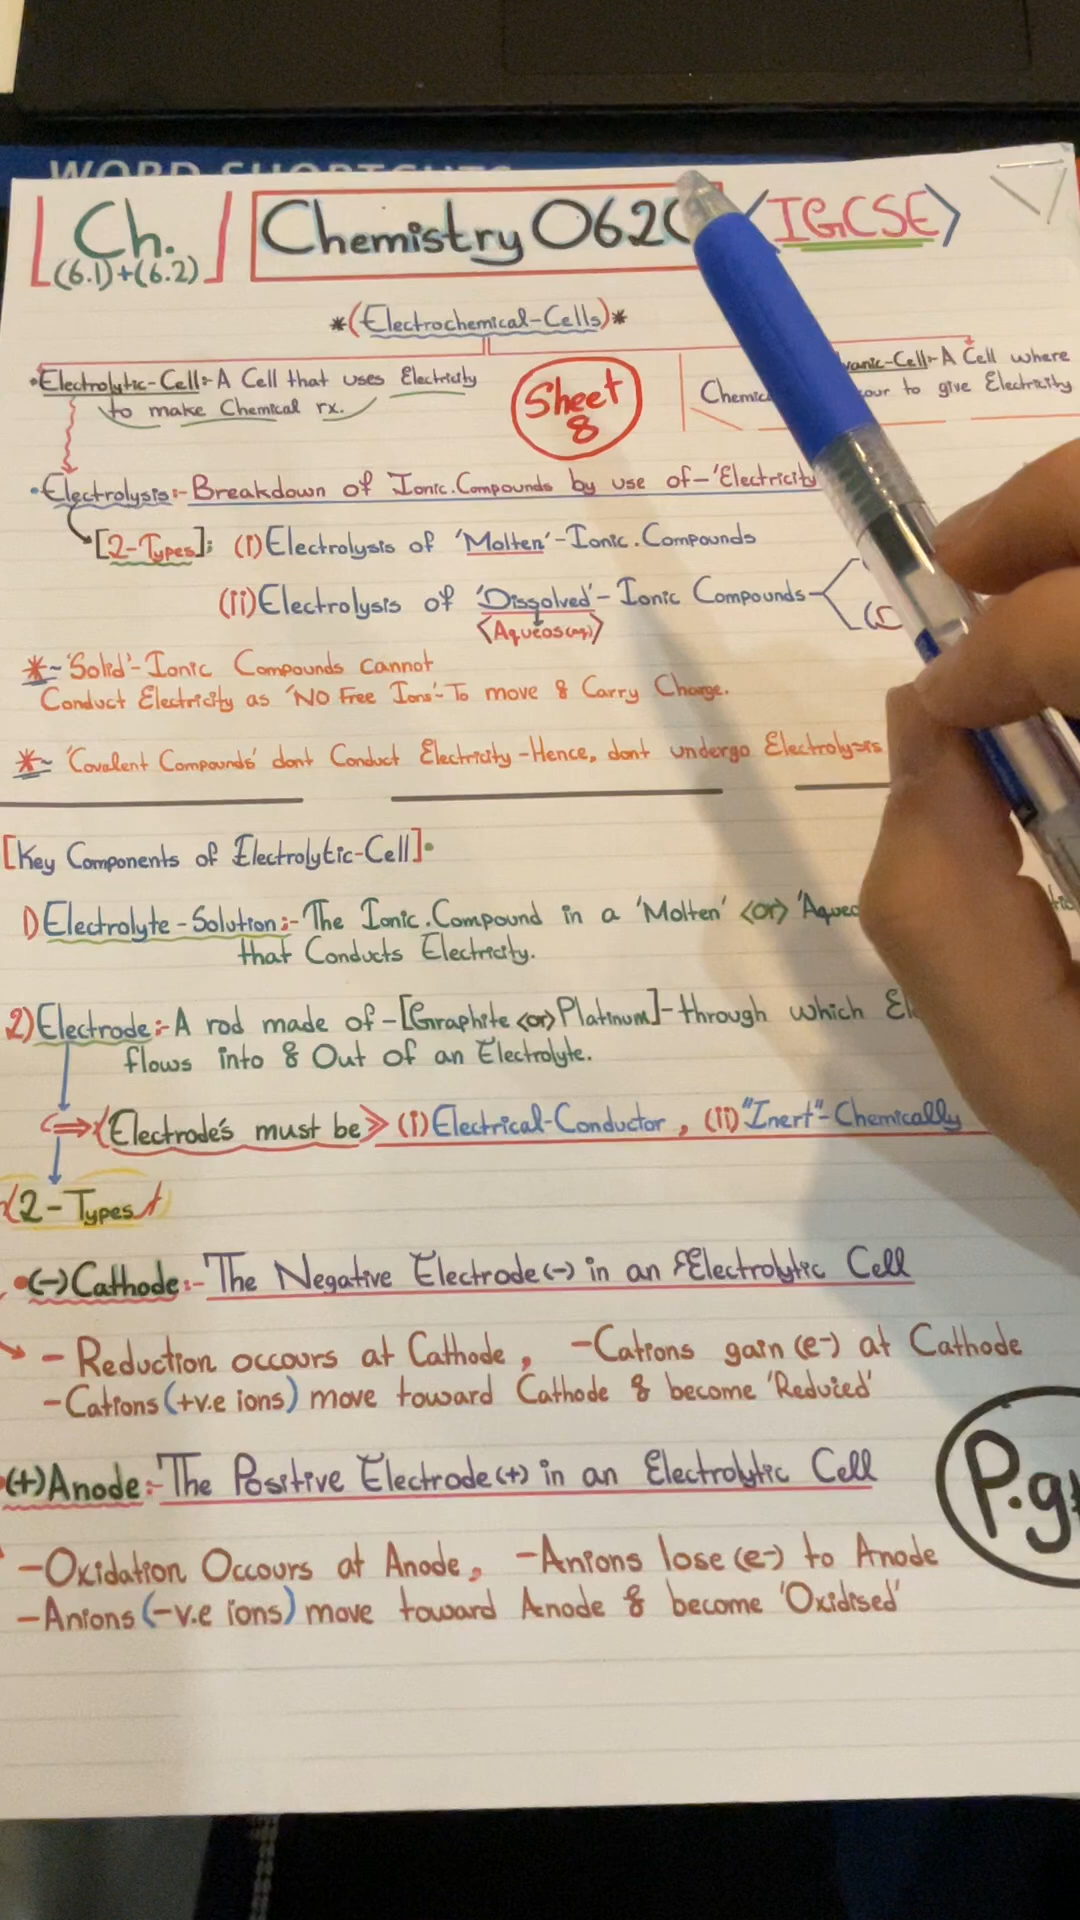 WORD SHORTCUTS
Ch.
(6.1)+(6.2)
Chemistry 0620
<IGCSE>
*(Electrochemical-Cells)*
•Electrolytic-Cell:- A Cell that uses Electricity
to make Chemical rx.
Sheet
8
vanic-Cell:- A Cell where
Chemic our to give Electricity
•Electrolysis:- Breakdown of Ionic.Compounds by use of-'Electricity
[2-Types]: (I) Electrolysis of 'Molten'-Ionic.Compounds
(II) Electrolysis of 'Dissolved'- Ionic Compounds
<Aqueos(aq)>
*~'Solid'-Ionic Compounds cannot
Conduct Electricity as 'NO Free Ions'-To move & Carry Charge.
*~ 'Covalent Compounds' dont Conduct Electricity-Hence, dont undergo Electrolysis
[Key Components of Electrolytic-Cell]•
1) Electrolyte-Solution:- The Ionic.Compound in a 'Molten' <or> 'Aqueo
that Conducts Electricity.
2) Electrode:- A rod made of-[Graphite <or> Platinum]-through which El
flows into & Out of an Electrolyte.
(Electrode's must be>> (I) Electrical-Conductor, (II) "Inert"-Chemically
(2-Types)
•(-)Cathode:- The Negative Electrode(-) in an Electrolytic Cell
- Reduction occours at Cathode, -Cations gain (e-) at Cathode
-Cations (+v.e ions) move toward Cathode & become 'Reduced'
(+)Anode:- The Positive Electrode(+) in an Electrolytic Cell
-Oxidation Occours at Anode, -Anions lose (e-) to Anode
-Anions (-v.e ions) move toward Anode & become 'Oxidised'
P.g